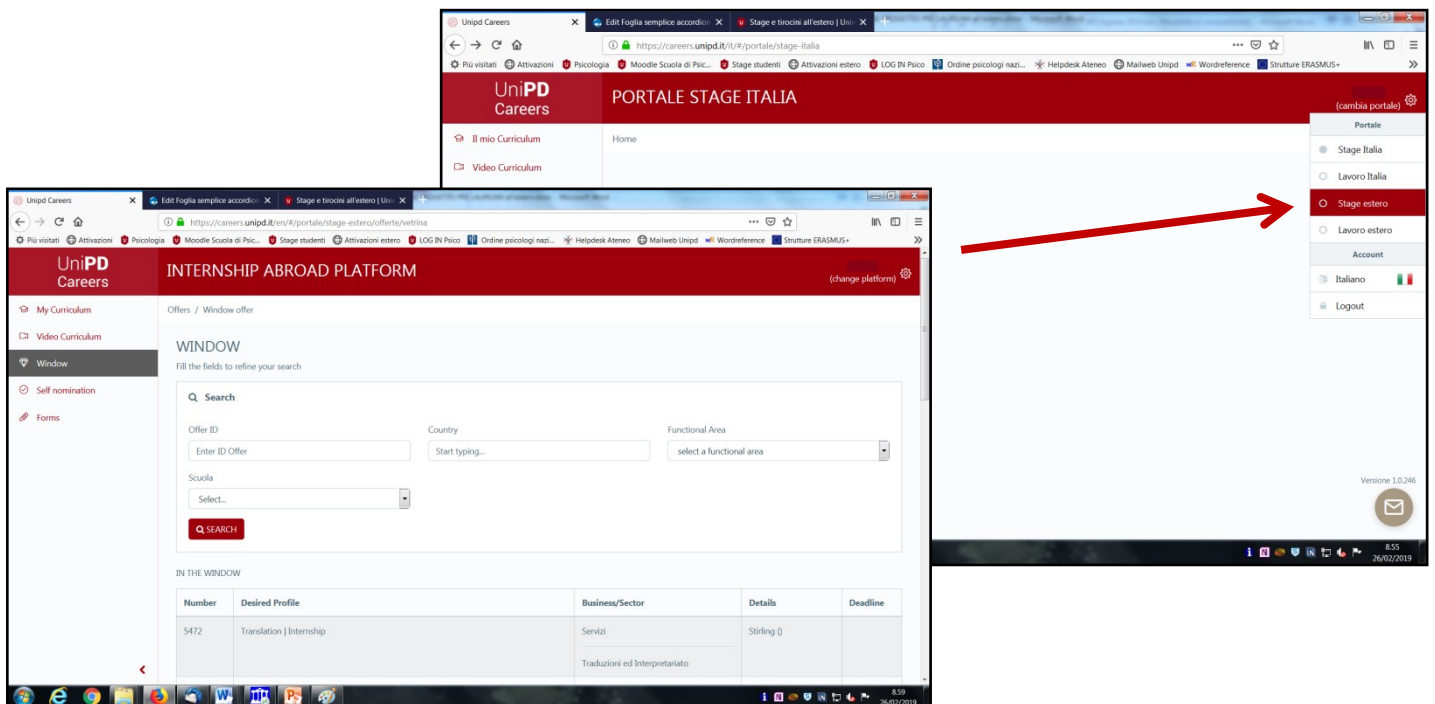 Unipd Careers
Edit Foglia semplice accordion
Stage e tirocini all'estero | Univ
https://careers.unipd.it/it/#/portale/stage-italia
Più visitati Attivazioni Psicologia Moodle Scuola di Psic... Stage studenti Attivazioni estero LOG IN Psico Ordine psicologi nazi... Helpdesk Ateneo Mailweb Unipd Wordreference Strutture ERASMUS+
UniPD
Careers
PORTALE STAGE ITALIA
(cambia portale)
Il mio Curriculum
Home
Video Curriculum
Portale
Stage Italia
Lavoro Italia
Stage estero
Lavoro estero
Account
Italiano
Logout
Versione 1.0.246
8.55
26/02/2019
Unipd Careers
Edit Foglia semplice accordion
Stage e tirocini all'estero | Univ
https://careers.unipd.it/en/#/portale/stage-estero/offerte/vetrina
Più visitati Attivazioni Psicologia Moodle Scuola di Psic... Stage studenti Attivazioni estero LOG IN Psico Ordine psicologi nazi... Helpdesk Ateneo Mailweb Unipd Wordreference Strutture ERASMUS+
UniPD
Careers
INTERNSHIP ABROAD PLATFORM
(change platform)
My Curriculum
Video Curriculum
Window
Self nomination
Forms
Offers / Window offer
WINDOW
Fill the fields to refine your search
Search
Offer ID Country Functional Area
Enter ID Offer Start typing... select a functional area
Scuola
Select...
SEARCH
IN THE WINDOW
Number Desired Profile Business/Sector Details Deadline
5472 Translation | Internship Servizi Stirling ()
Traduzioni ed Interpretariato
8.59
26/02/2019